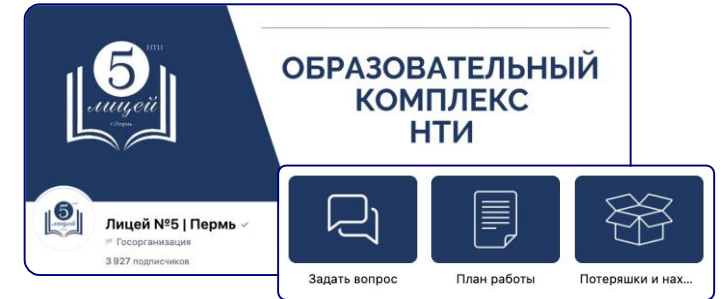 5
НТИ
лицей
г.Пермь
ОБРАЗОВАТЕЛЬНЫЙ
КОМПЛЕКС
НТИ
5
лицей
Лицей №5 | Пермь
Госорганизация
3 927 подписчиков
Задать вопрос
План работы
Потеряшки и нах...